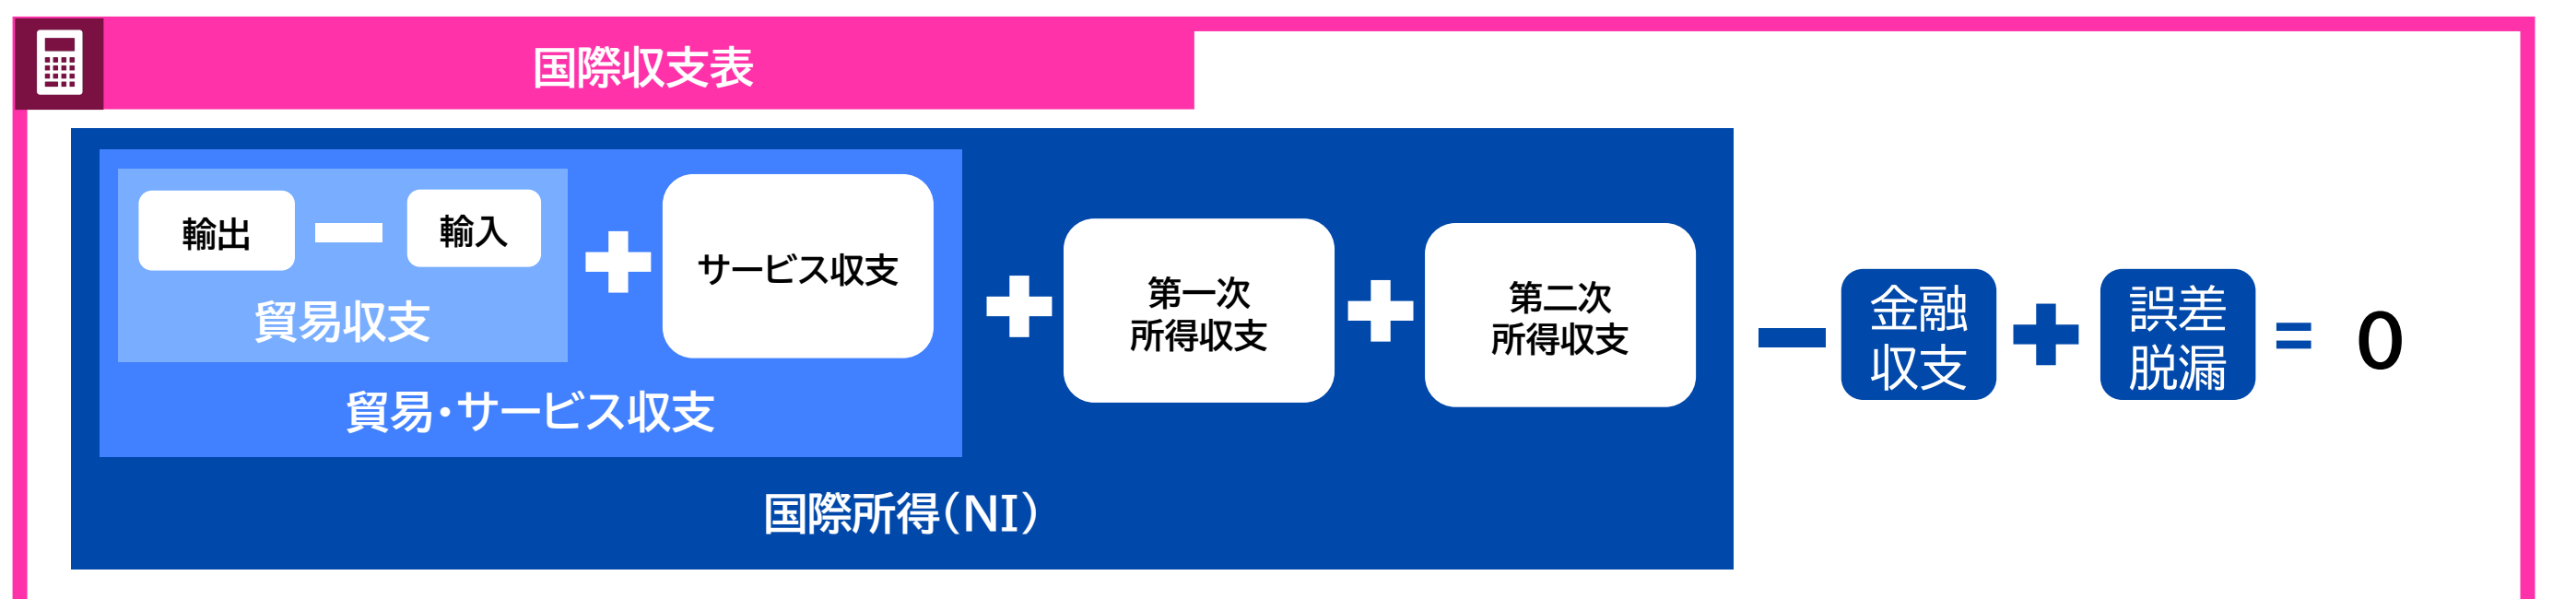 国際収支表
輸出
輸入
貿易収支
サービス収支
貿易・サービス収支
第一次
所得収支
第二次
所得収支
国際所得(NI)
金融
収支
誤差
脱漏
=
0